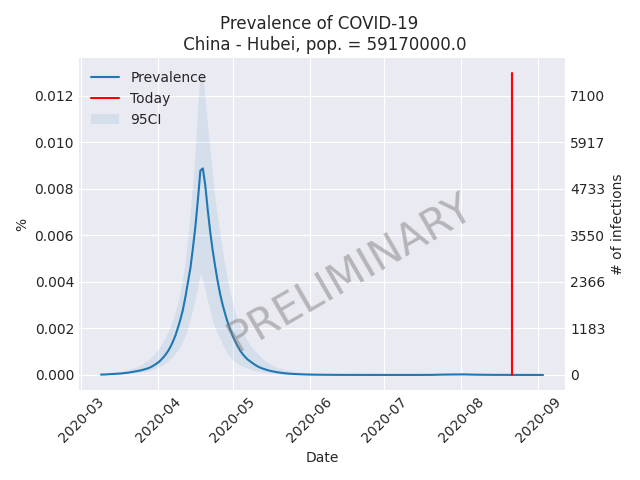 Prevalence of COVID-19
China - Hubei, pop. = 59170000.0
Prevalence
Today
95CI
0.012
0.010
0.008
0.006
0.004
0.002
0.000
%
7100
5917
4733
3550
2366
1183
0
# of infections
PRELIMINARY
2020-03
2020-04
2020-05
2020-06
2020-07
2020-08
2020-09
Date